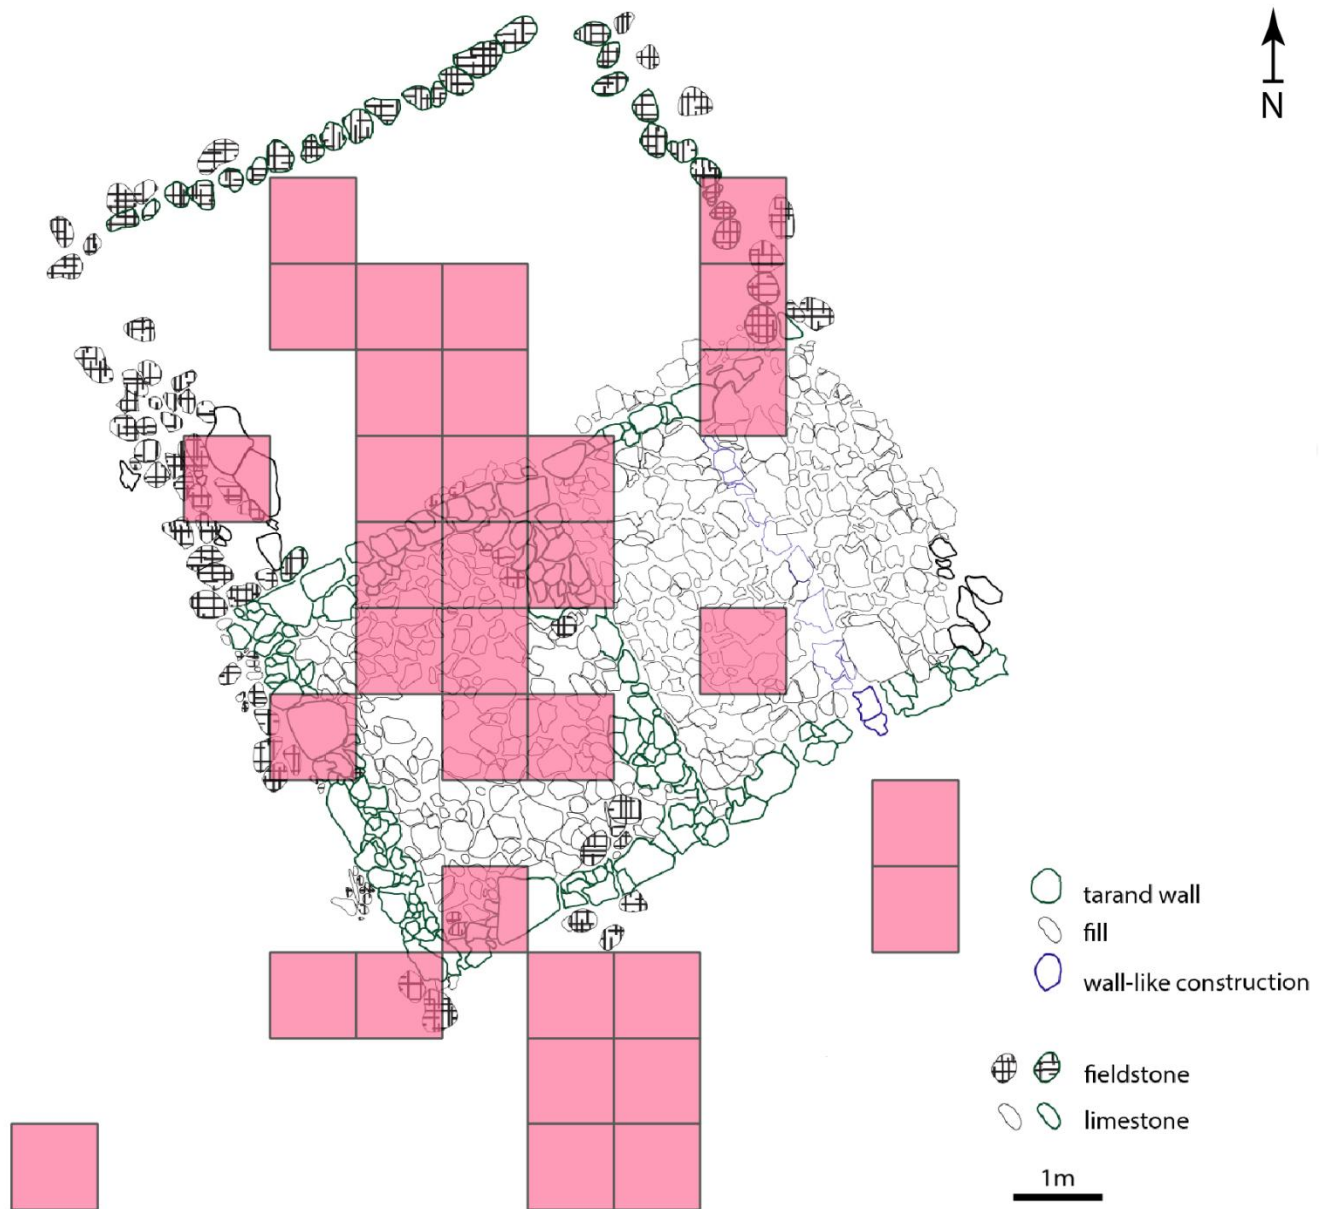 N
tarand wall
fill
wall-like construction
fieldstone
limestone
1m